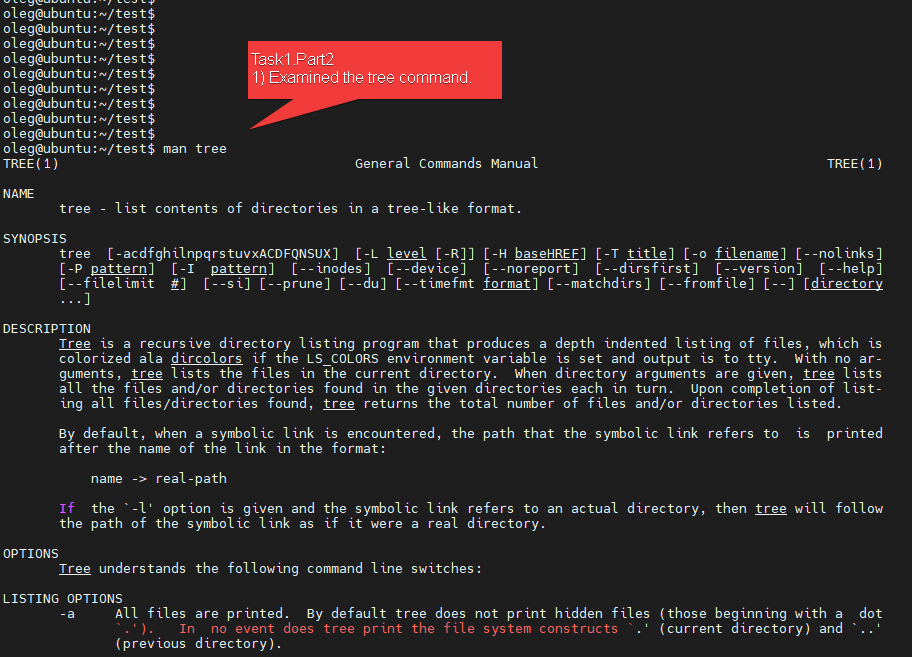 oleg@ubuntu:~/test$
oleg@ubuntu:~/test$
oleg@ubuntu:~/test$
oleg@ubuntu:~/test$
oleg@ubuntu:~/test$
oleg@ubuntu:~/test$
oleg@ubuntu:~/test$
oleg@ubuntu:~/test$
oleg@ubuntu:~/test$
oleg@ubuntu:~/test$
Task1.Part2
1) Examined the tree command.
oleg@ubuntu:~/test$ man tree
TREE(1) General Commands Manual TREE(1)
NAME
tree - list contents of directories in a tree-like format.
SYNOPSIS
tree [-acdfghilnpqrstuvxACDFQNSUX] [-L level [-R]] [-H baseHREF] [-T title] [-o filename] [--nolinks]
[-P pattern] [-I pattern] [--inodes] [--device] [--noreport] [--dirsfirst] [--version] [--help]
[--filelimit #] [--si] [--prune] [--du] [--timefmt format] [--matchdirs] [--fromfile] [--] [directory
...]
DESCRIPTION
Tree is a recursive directory listing program that produces a depth indented listing of files, which is
colorized ala dircolors if the LS_COLORS environment variable is set and output is to tty. With no ar-
guments, tree lists the files in the current directory. When directory arguments are given, tree lists
all the files and/or directories found in the given directories each in turn. Upon completion of list-
ing all files/directories found, tree returns the total number of files and/or directories listed.
By default, when a symbolic link is encountered, the path that the symbolic link refers to is printed
after the name of the link in the format:
name -> real-path
If the `-l' option is given and the symbolic link refers to an actual directory, then tree will follow
the path of the symbolic link as if it were a real directory.
OPTIONS
Tree understands the following command line switches:
LISTING OPTIONS
-a All files are printed. By default tree does not print hidden files (those beginning with a dot
`.'). In no event does tree print the file system constructs `.' (current directory) and `..'
(previous directory).